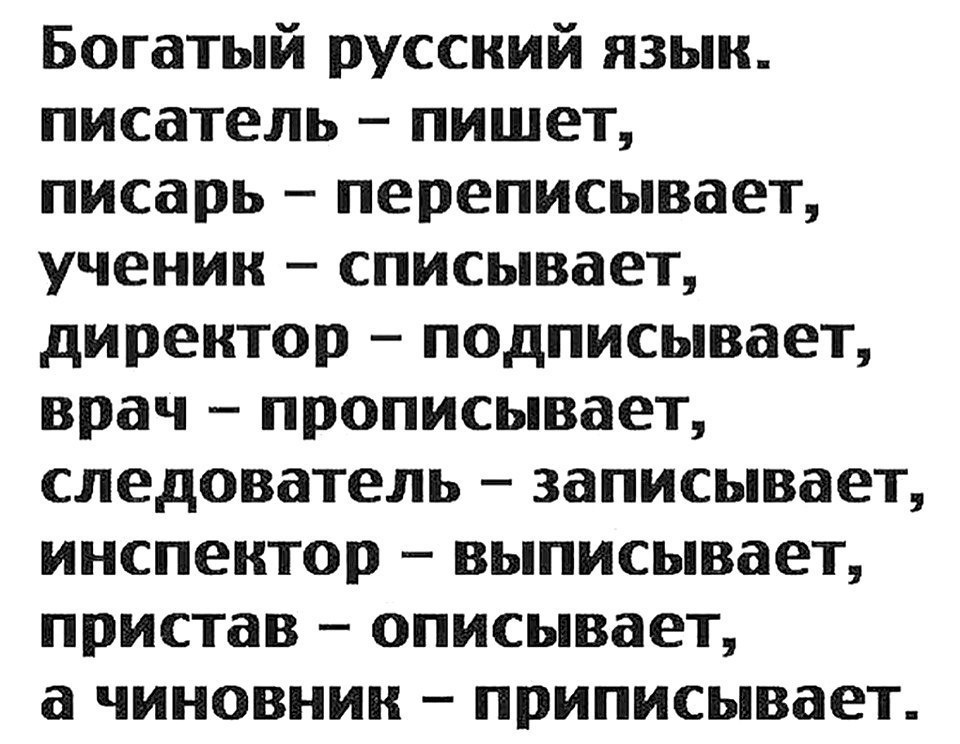 Богатый русский язык.
писатель – пишет,
писарь – переписывает,
ученик – списывает,
директор – подписывает,
врач – прописывает,
следователь – записывает,
инспектор – выписывает,
пристав – описывает,
а чиновник – приписывает.